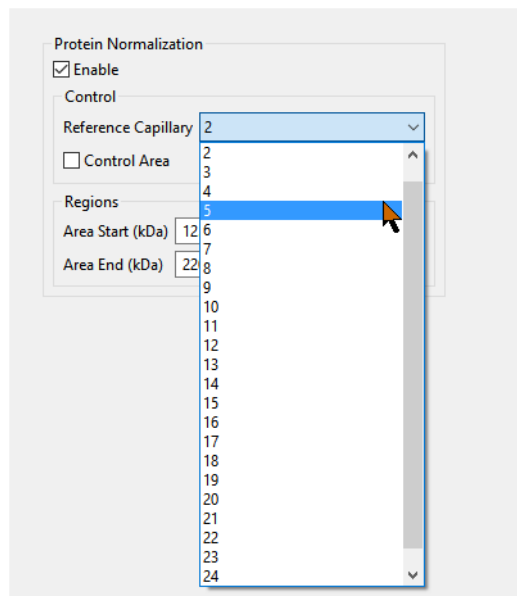 Protein Normalization
Enable
Control
Reference Capillary 2
Control Area
Regions
Area Start (kDa) 12
Area End (kDa)
2
3
4
5
6
7
8
9
10
11
12
13
14
15
16
17
18
19
20
21
22
23
24